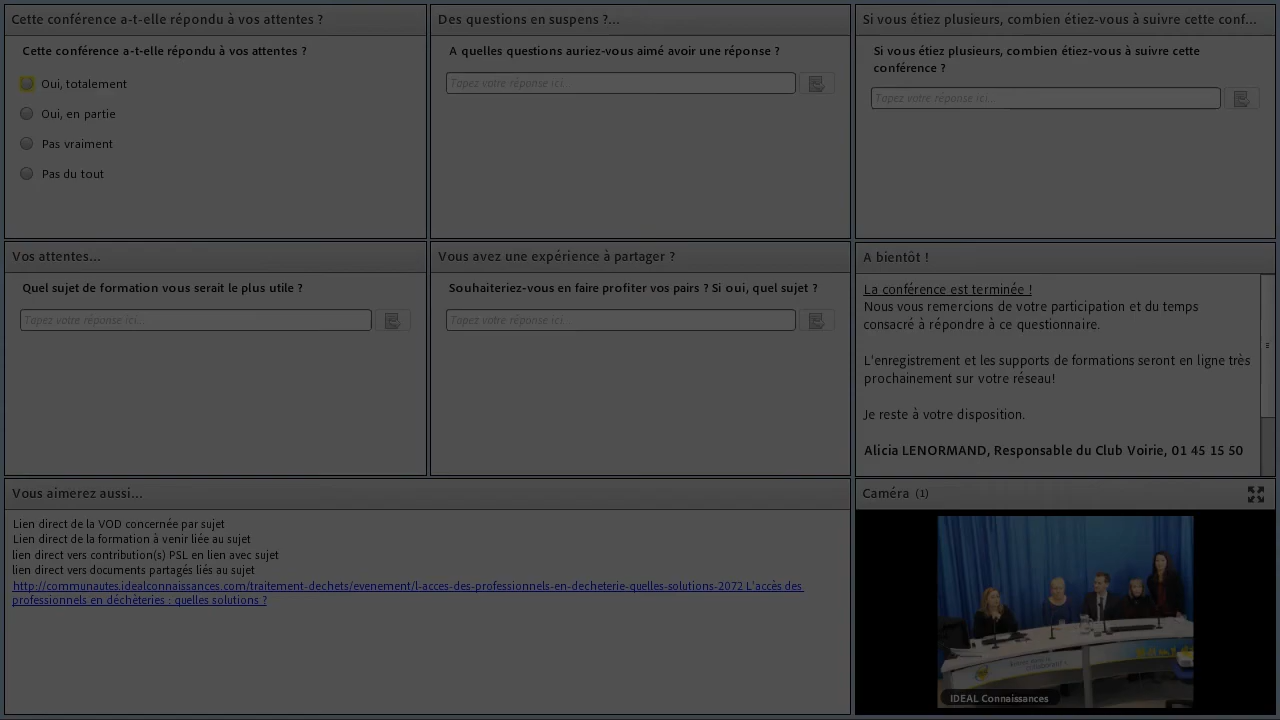 Cette conférence a-t-elle répondu à vos attentes ?
Cette conférence a-t-elle répondu à vos attentes ?
Oui, totalement
Oui, en partie
Pas vraiment
Pas du tout
Des questions en suspens ?...
A quelles questions auriez-vous aimé avoir une réponse ?
Tapez votre réponse ici...
Si vous étiez plusieurs, combien étiez-vous à suivre cette conf...
Si vous étiez plusieurs, combien étiez-vous à suivre cette
conférence ?
Tapez votre réponse ici...
Vos attentes...
Quel sujet de formation vous serait le plus utile ?
Tapez votre réponse ici...
Vous avez une expérience à partager ?
Souhaiteriez-vous en faire profiter vos pairs ? Si oui, quel sujet ?
Tapez votre réponse ici...
A bientôt !
La conférence est terminée !
Nous vous remercions de votre participation et du temps
consacré à répondre à ce questionnaire.
L'enregistrement et les supports de formations seront en ligne très
prochainement sur votre réseau!
Je reste à votre disposition.
Alicia LENORMAND, Responsable du Club Voirie, 01 45 15 50
Vous aimerez aussi...
Lien direct de la VOD concernée par sujet
Lien direct de la formation à venir liée au sujet
lien direct vers contribution(s) PSL en lien avec sujet
lien direct vers documents partagés liés au sujet
http://communautes.idealconnaissances.com/traitement-dechets/evenement/l-acces-des-professionnels-en-decheterie-quelles-solutions-2072 L'accès des
professionnels en déchèteries : quelles solutions ?
Caméra (1)
IDEAL Connaissances